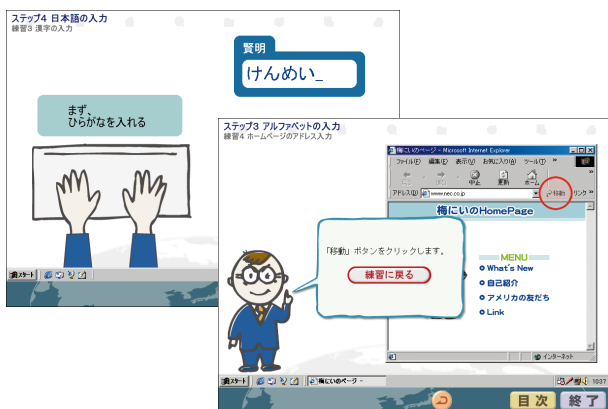 ステップ4 日本語の入力
練習3 漢字の入力
賢明
けんめい_
まず、
ひらがなを入れる
スタート
ステップ3 アルファベットの入力
練習4 ホームページのアドレス入力
梅にいのページ - Microsoft Internet Explorer
ファイル(F) 編集(E) 表示(V) お気に入り(A) ツール(T) »
中止 更新 ホーム »
アドレス(D) www.nec.co.jp 移動 リンク »
梅にいのHomePage
「移動」ボタンをクリックします。
練習に戻る
MENU
What's New
自己紹介
アメリカの友だち
Link
インターネット
スタート 梅にいのページ - 1037
目次 終了